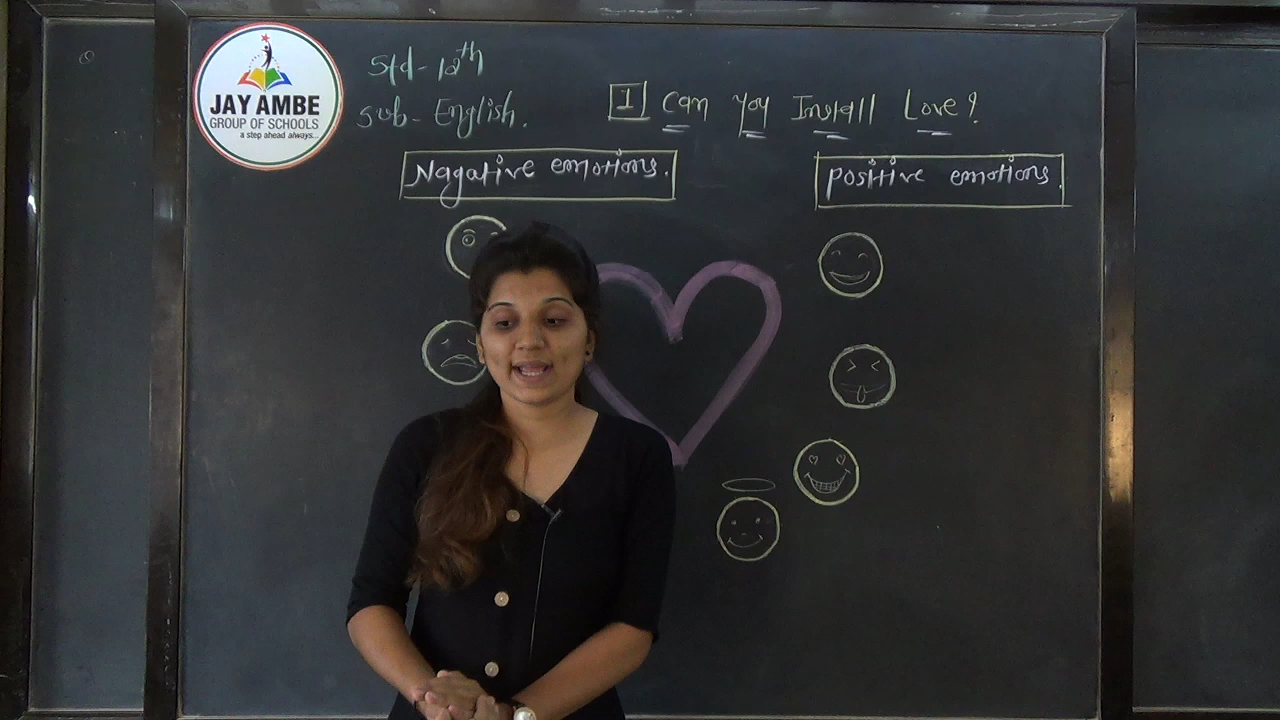 JAY AMBE
GROUP OF SCHOOLS
a step ahead always...
Std-12th
Sub- English.
1 Can you Install Love?
Nagative emotions.
positive emotions.